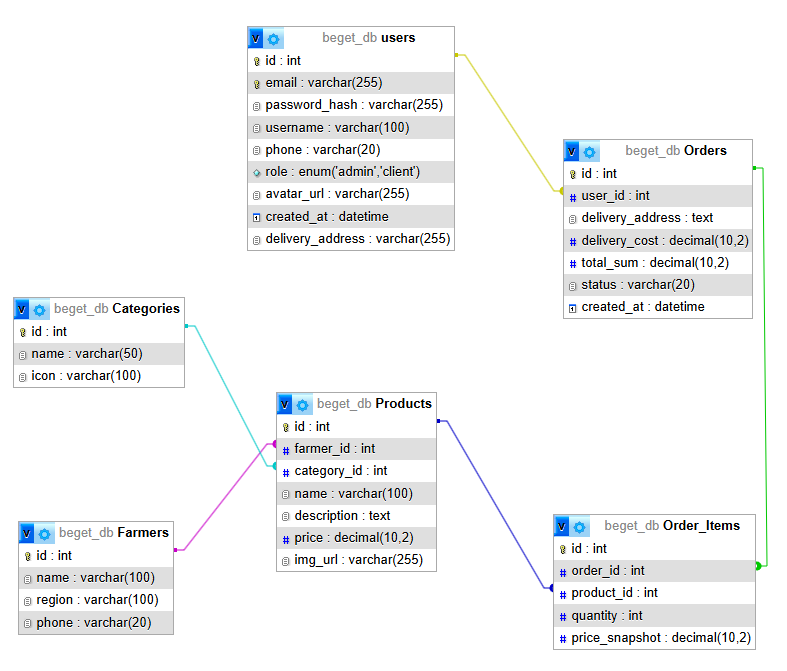 V beget_db users
id : int
email : varchar(255)
password_hash : varchar(255)
username : varchar(100)
phone : varchar(20)
role : enum('admin','client')
avatar_url : varchar(255)
created_at : datetime
delivery_address : varchar(255)
V beget_db Orders
id : int
# user_id : int
delivery_address : text
# delivery_cost : decimal(10,2)
# total_sum : decimal(10,2)
status : varchar(20)
created_at : datetime
V beget_db Categories
id : int
name : varchar(50)
icon : varchar(100)
V beget_db Products
id : int
# farmer_id : int
# category_id : int
name : varchar(100)
description : text
# price : decimal(10,2)
img_url : varchar(255)
V beget_db Farmers
id : int
name : varchar(100)
region : varchar(100)
phone : varchar(20)
V beget_db Order_Items
id : int
# order_id : int
# product_id : int
# quantity : int
# price_snapshot : decimal(10,2)